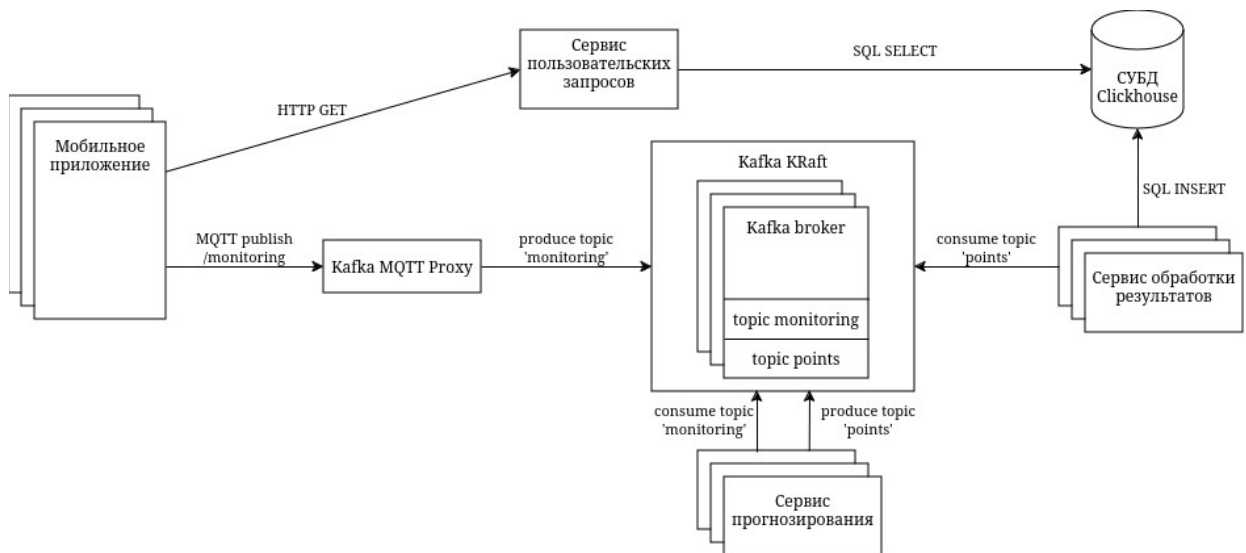 Сервис
пользовательских
запросов
SQL SELECT
СУБД
Clickhouse
HTTP GET
Мобильное
приложение
Kafka KRaft
SQL INSERT
MQTT publish
/monitoring
Kafka MQTT Proxy
produce topic
'monitoring'
Kafka broker
consume topic
'points'
Сервис обработки
результатов
topic monitoring
topic points
consume topic
'monitoring'
produce topic
'points'
Сервис
прогнозирования